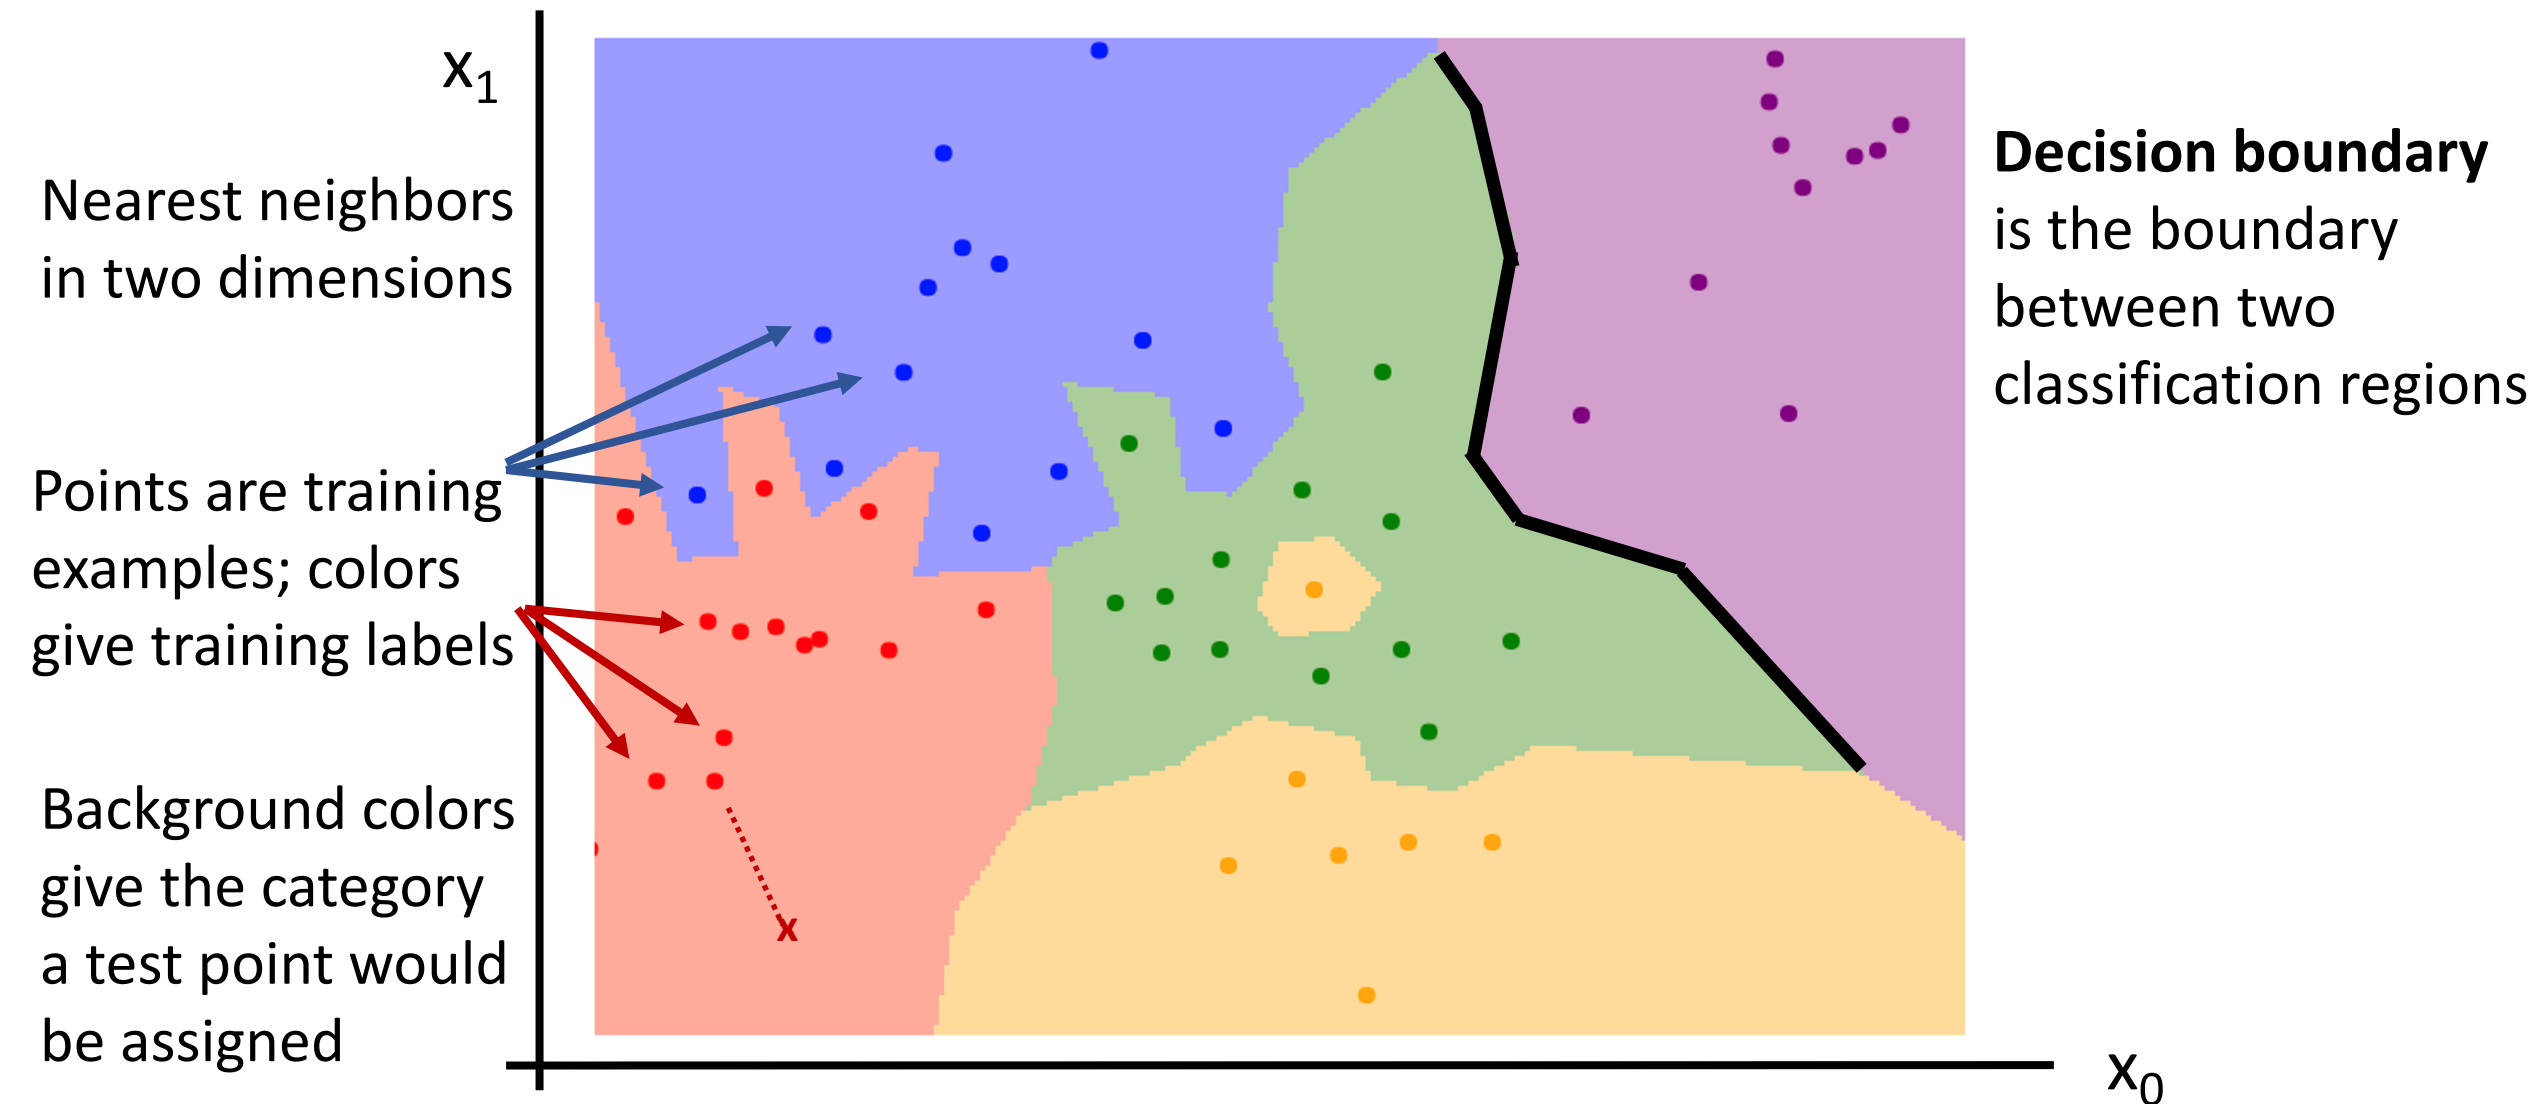 x₁
Nearest neighbors
in two dimensions
Points are training
examples; colors
give training labels
Background colors
give the category
a test point would
be assigned
x
Decision boundary
is the boundary
between two
classification regions
x₀